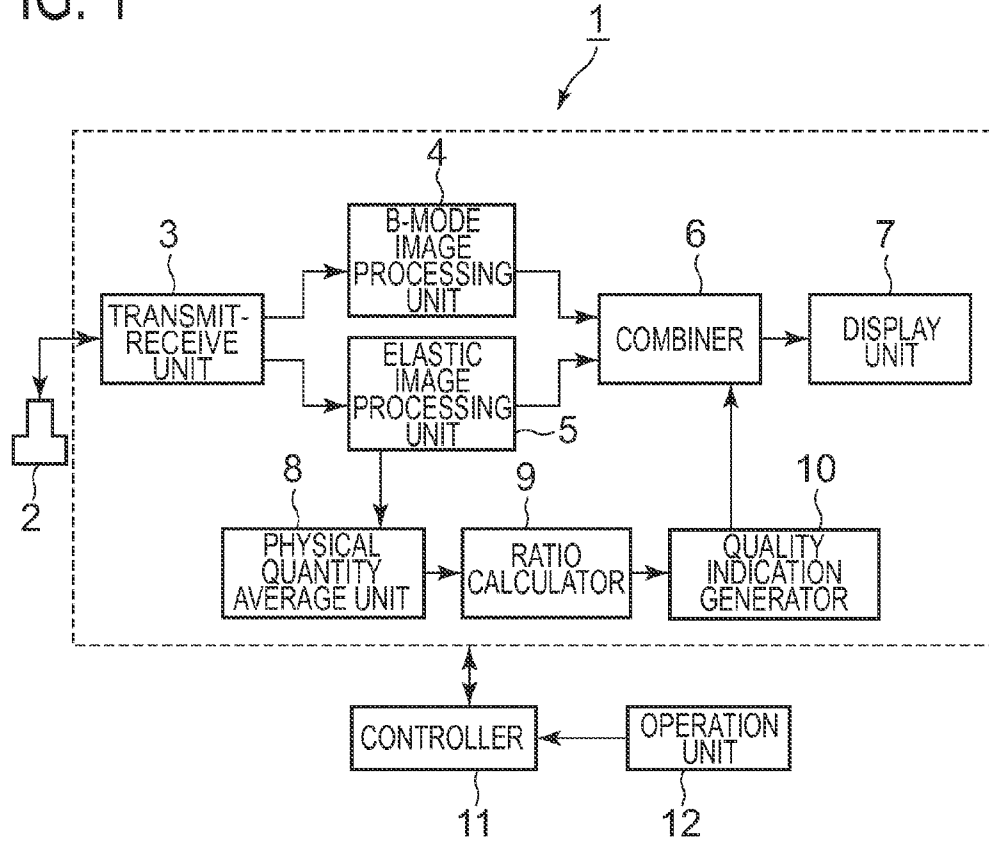 FIG. 1
1
4
B-MODE
IMAGE
PROCESSING
UNIT
3
TRANSMIT-
RECEIVE
UNIT
6
COMBINER
7
DISPLAY
UNIT
ELASTIC
IMAGE
PROCESSING
UNIT
5
2
8
PHYSICAL
QUANTITY
AVERAGE UNIT
9
RATIO
CALCULATOR
10
QUALITY
INDICATION
GENERATOR
CONTROLLER
11
OPERATION
UNIT
12